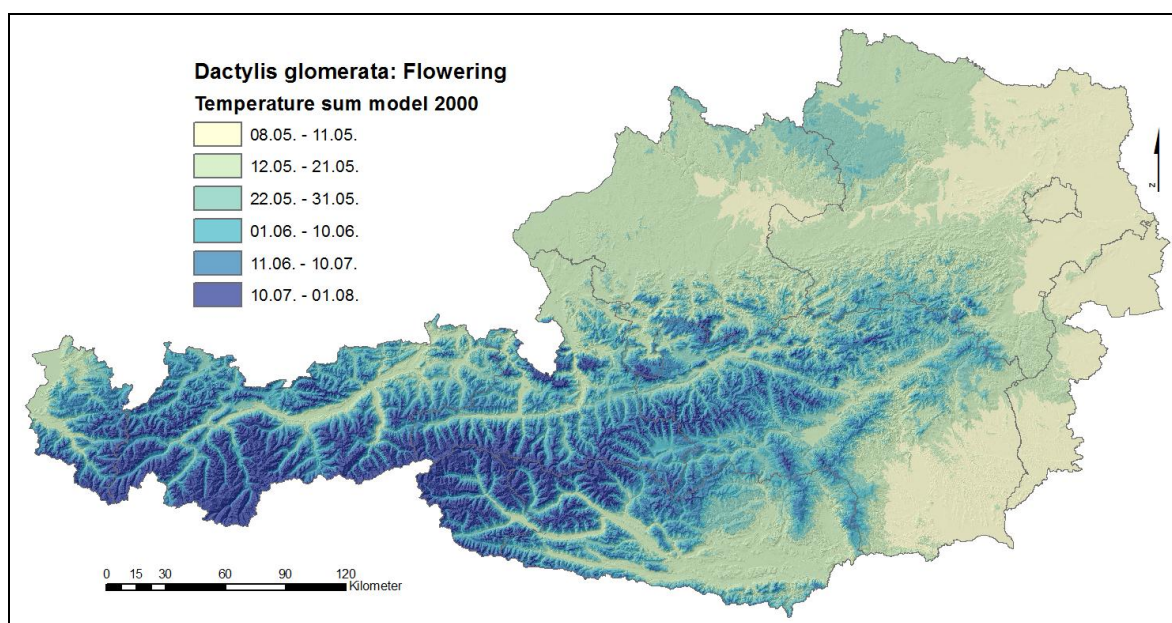 Dactylis glomerata: Flowering
Temperature sum model 2000
08.05. - 11.05.
12.05. - 21.05.
22.05. - 31.05.
01.06. - 10.06.
11.06. - 10.07.
10.07. - 01.08.
N
0 15 30 60 90 120
Kilometer